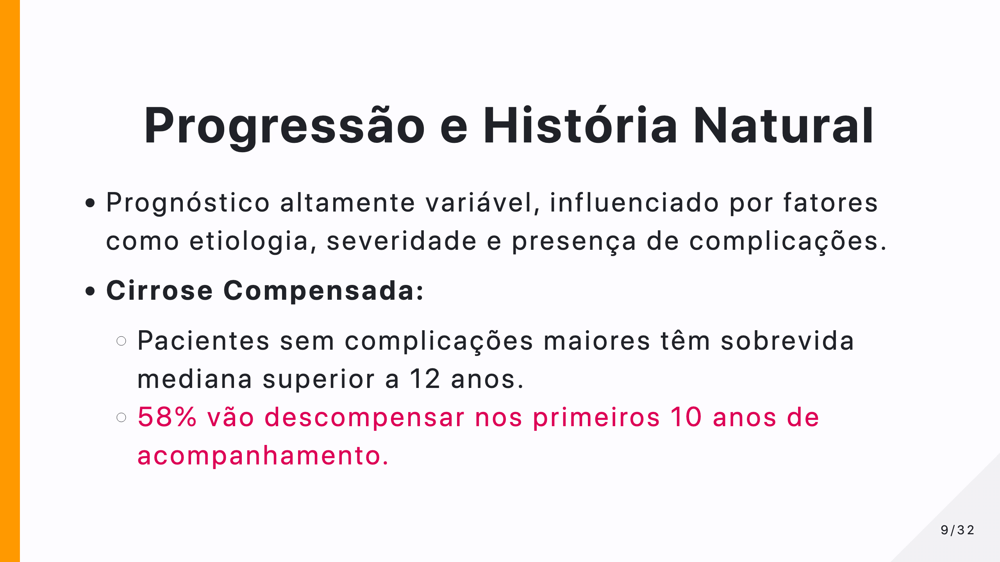 Progressão e História Natural
• Prognóstico altamente variável, influenciado por fatores
como etiologia, severidade e presença de complicações.
• Cirrose Compensada:
○ Pacientes sem complicações maiores têm sobrevida
mediana superior a 12 anos.
○ 58% vão descompensar nos primeiros 10 anos de
acompanhamento.
9/32